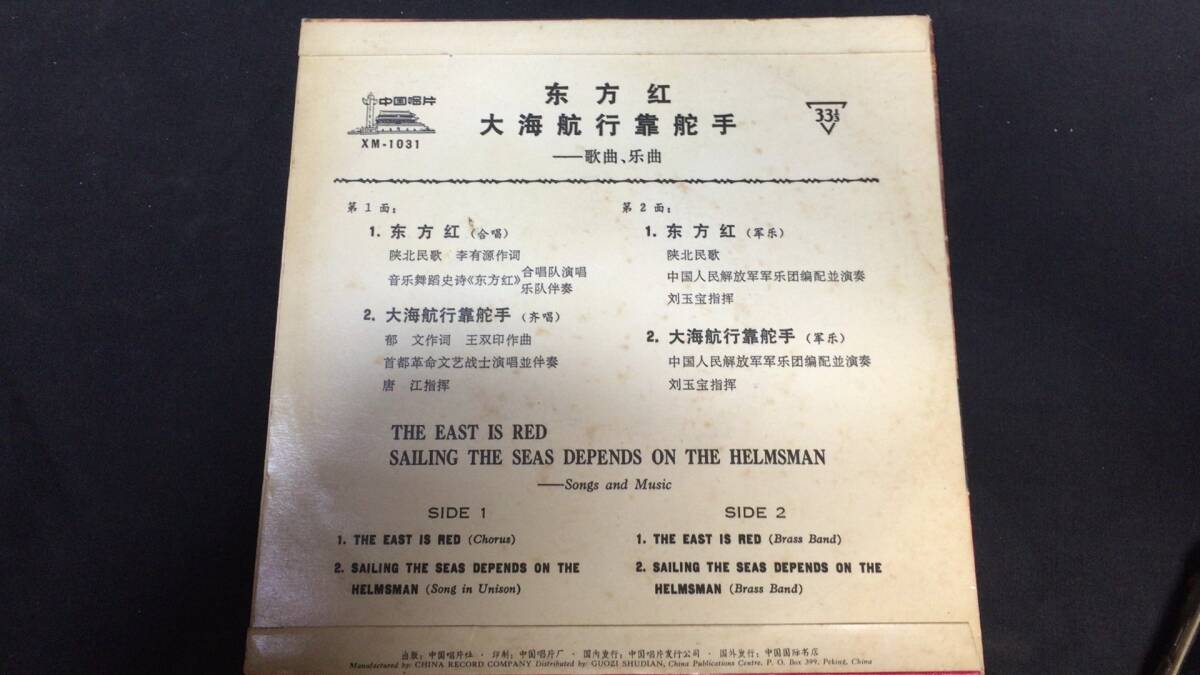 中国唱片
XM-1031
东方红
大海航行靠舵手
——歌曲、乐曲
33⅓
第1面：
1. 东方红（合唱）
陕北民歌 李有源作词
音乐舞蹈史诗《东方红》合唱队演唱
乐队伴奏
2. 大海航行靠舵手（齐唱）
郁 文作词 王双印作曲
首都革命文艺战士演唱並伴奏
唐 江指挥
第2面：
1. 东方红（军乐）
陕北民歌
中国人民解放军军乐团编配並演奏
刘玉宝指挥
2. 大海航行靠舵手（军乐）
中国人民解放军军乐团编配並演奏
刘玉宝指挥
THE EAST IS RED
SAILING THE SEAS DEPENDS ON THE HELMSMAN
——Songs and Music
SIDE 1
1. THE EAST IS RED (Chorus)
2. SAILING THE SEAS DEPENDS ON THE
HELMSMAN (Song in Unison)
SIDE 2
1. THE EAST IS RED (Brass Band)
2. SAILING THE SEAS DEPENDS ON THE
HELMSMAN (Brass Band)
出版：中国唱片社 · 印制：中国唱片厂 · 国内发行：中国唱片发行公司 · 国外发行：中国国际书店
Manufactured by: CHINA RECORD COMPANY Distributed by: GUOZI SHUDIAN, China Publications Centre, P. O. Box 399, Peking, China